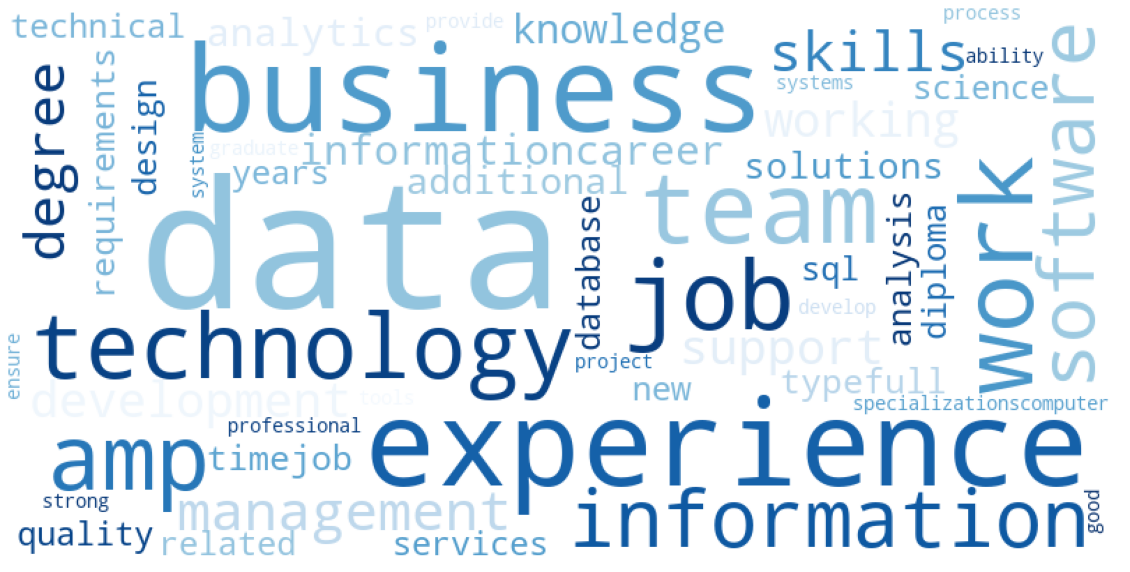 technical
analytics
provide
knowledge
process
skills
ability
systems
science
software
degree
requirements
design
business
working
system
graduate
informationcareer
years
additional
solutions
data
team
work
database
analysis
diploma
job
sql
develop
technology
project
support
ensure
new
typefull
development
tools
specializationscomputer
professional
experience
amp
timejob
strong
management
information
good
quality
related
services